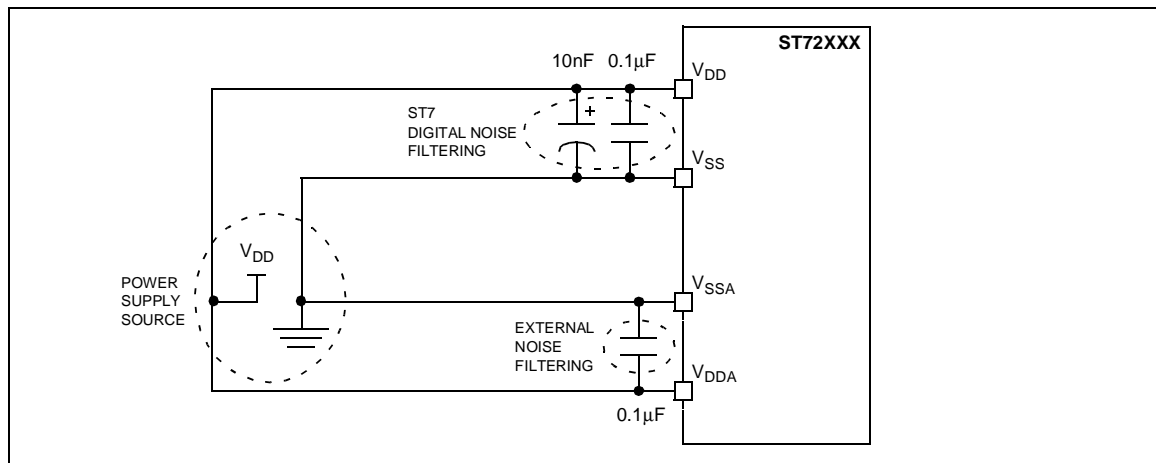 ST72XXX
10nF 0.1μF
VDD
ST7
DIGITAL NOISE
FILTERING
+
VSS
VDD
POWER
SUPPLY
SOURCE
VSSA
EXTERNAL
NOISE
FILTERING
VDDA
0.1μF